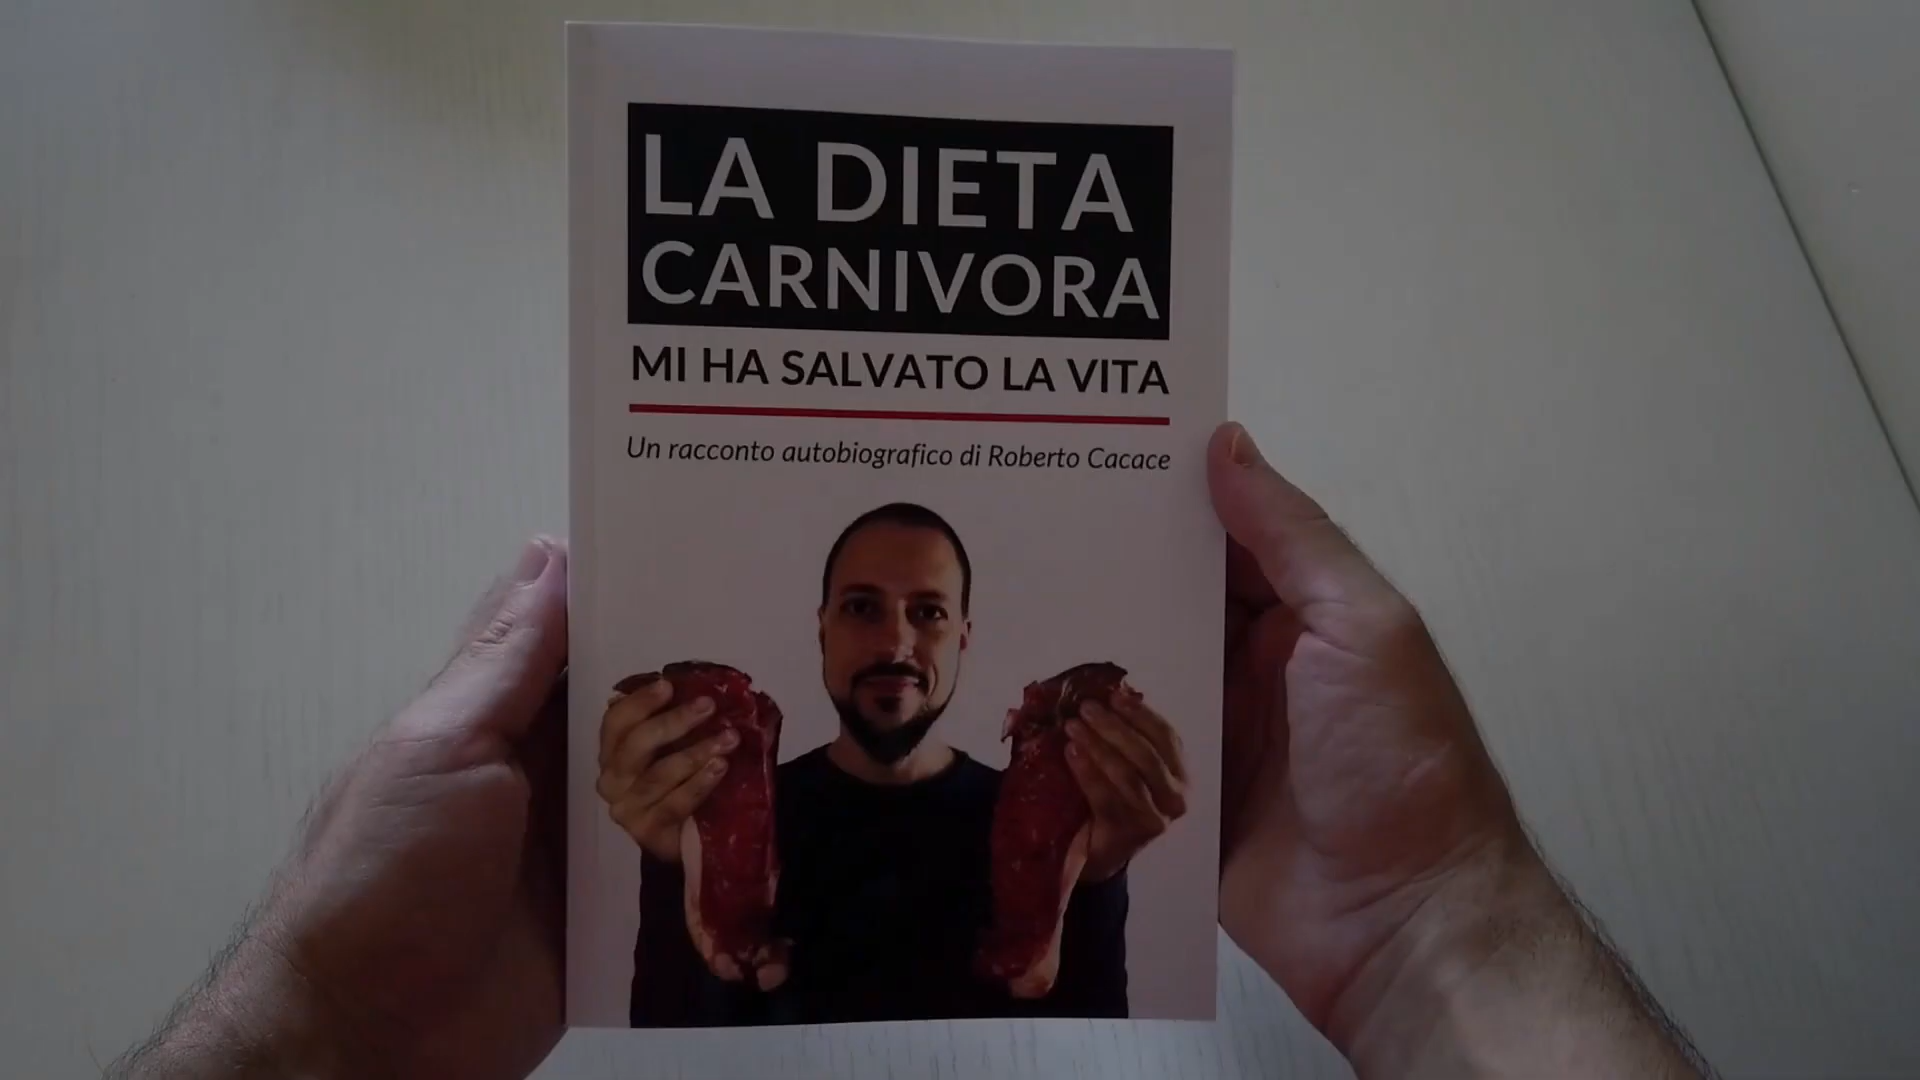 LA DIETA
CARNIVORA
MI HA SALVATO LA VITA
Un racconto autobiografico di Roberto Cacace